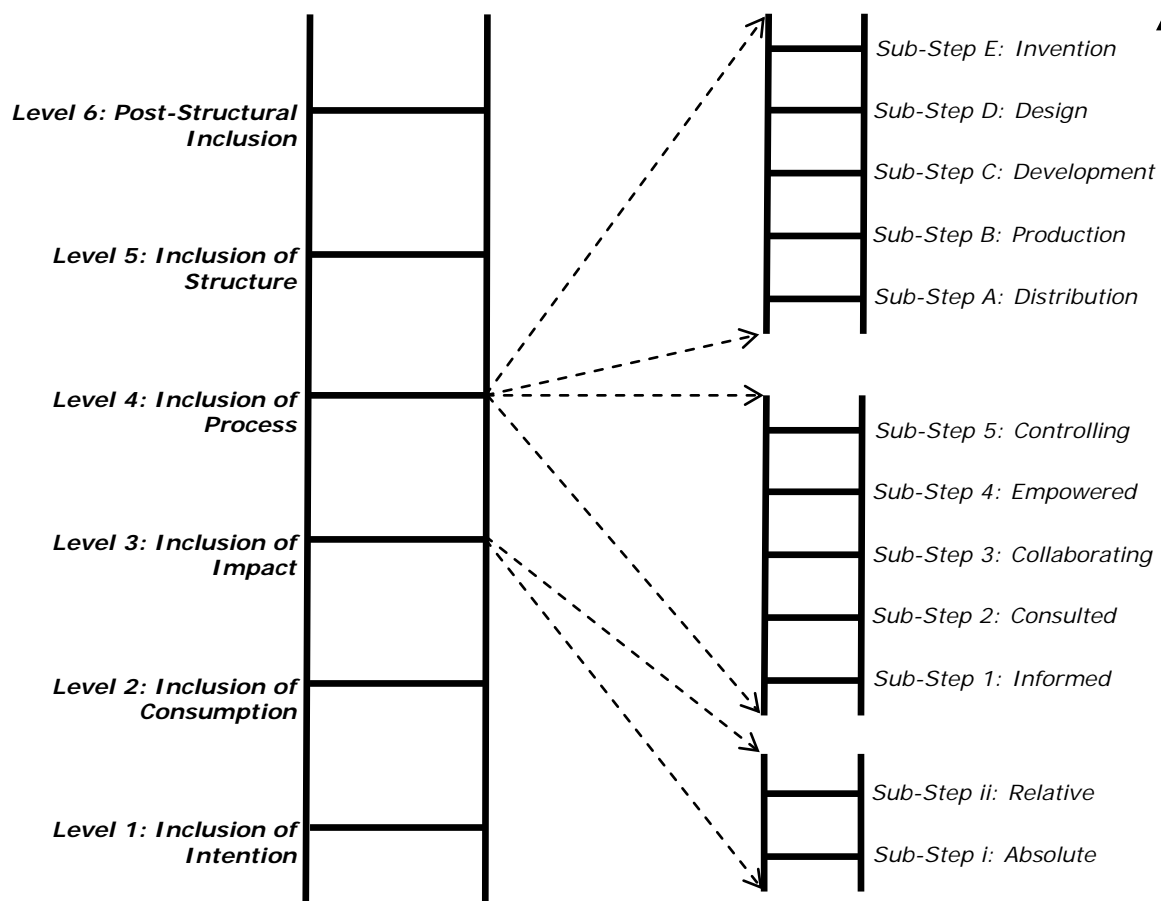 Level 6: Post-Structural
Inclusion
Level 5: Inclusion of
Structure
Level 4: Inclusion of
Process
Level 3: Inclusion of
Impact
Level 2: Inclusion of
Consumption
Level 1: Inclusion of
Intention
Sub-Step E: Invention
Sub-Step D: Design
Sub-Step C: Development
Sub-Step B: Production
Sub-Step A: Distribution
Sub-Step 5: Controlling
Sub-Step 4: Empowered
Sub-Step 3: Collaborating
Sub-Step 2: Consulted
Sub-Step 1: Informed
Sub-Step ii: Relative
Sub-Step i: Absolute